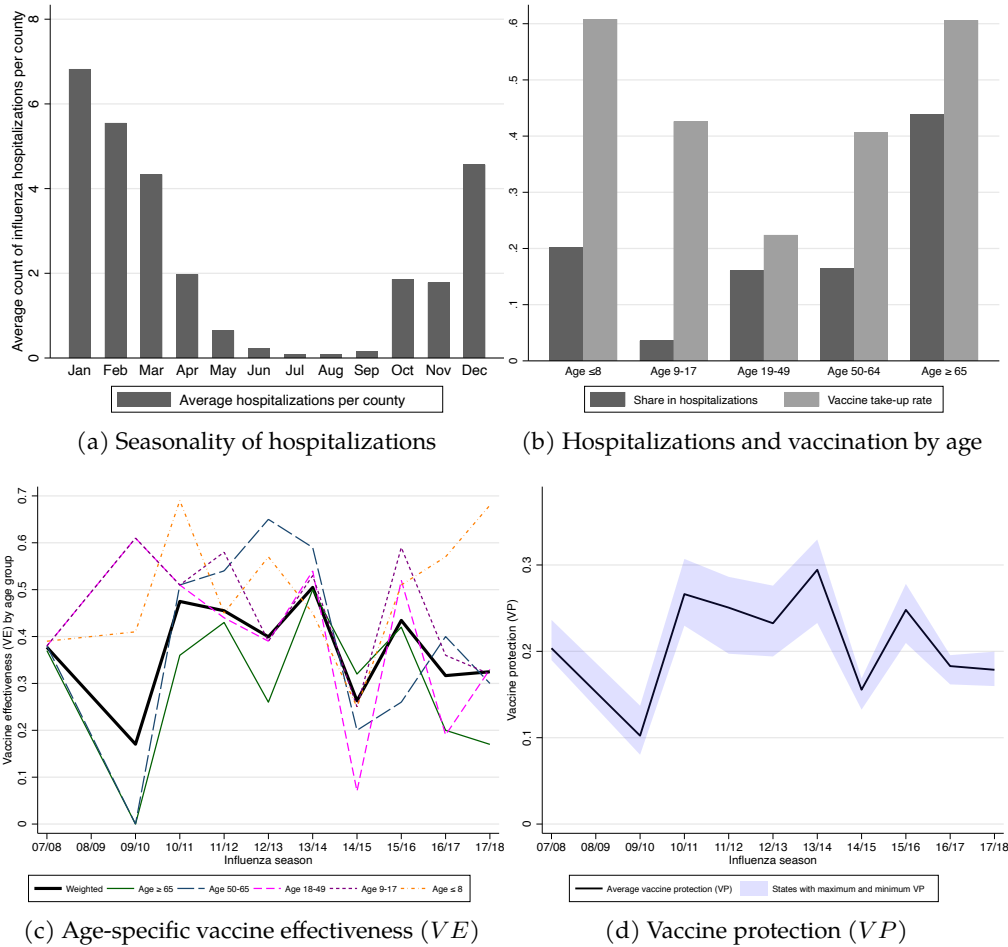 Average count of influenza hospitalizations per county
8
6
4
2
0
Jan Feb Mar Apr May Jun Jul Aug Sep Oct Nov Dec
Average hospitalizations per county
(a) Seasonality of hospitalizations
.6
.5
.4
.3
.2
.1
0
Age ≤8 Age 9-17 Age 19-49 Age 50-64 Age ≥ 65
Share in hospitalizations Vaccine take-up rate
(b) Hospitalizations and vaccination by age
Vaccine effectiveness (VE) by age group
0.7
0.6
0.5
0.4
0.3
0.2
0.1
0
07/08 08/09 09/10 10/11 11/12 12/13 13/14 14/15 15/16 16/17 17/18
Influenza season
Weighted Age ≥ 65 Age 50-65 Age 18-49 Age 9-17 Age ≤ 8
(c) Age-specific vaccine effectiveness (VE)
Vaccine protection (VP)
0.3
0.2
0.1
0
07/08 08/09 09/10 10/11 11/12 12/13 13/14 14/15 15/16 16/17 17/18
Influenza season
Average vaccine protection (VP) States with maximum and minimum VP
(d) Vaccine protection (VP)